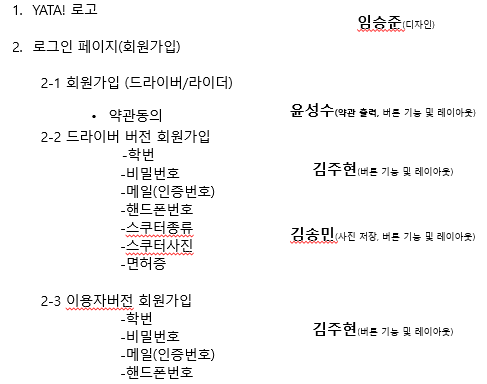 1. YATA! 로고
임승준(디자인)
2. 로그인 페이지(회원가입)
2-1 회원가입 (드라이버/라이더)
• 약관동의
윤성수(약관 출력, 버튼 기능 및 레이아웃)
2-2 드라이버 버전 회원가입
-학번
-비밀번호
김주현(버튼 기능 및 레이아웃)
-메일(인증번호)
-핸드폰번호
-스쿠터종류
김송민(사진 저장, 버튼 기능 및 레이아웃)
-스쿠터사진
-면허증
2-3 이용자버전 회원가입
-학번
-비밀번호
김주현(버튼 기능 및 레이아웃)
-메일(인증번호)
-핸드폰번호